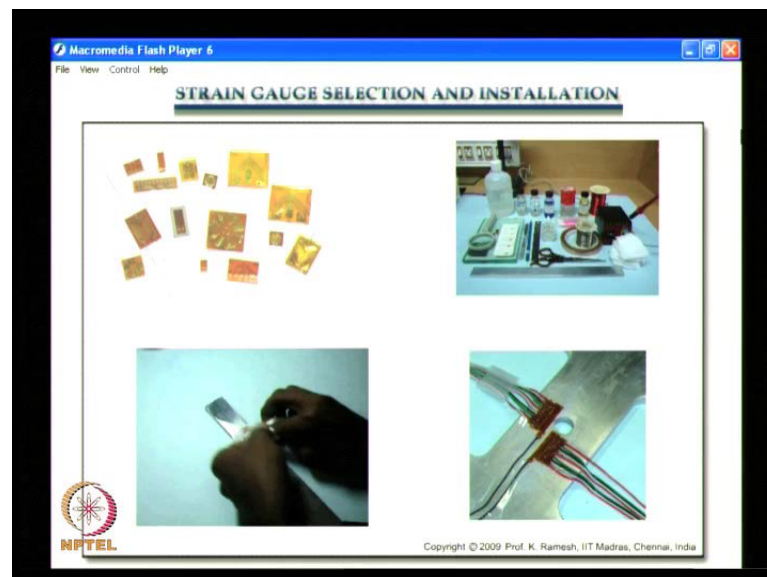 Macromedia Flash Player 6
File View Control Help
STRAIN GAUGE SELECTION AND INSTALLATION
NPTEL
Copyright © 2009 Prof. K. Ramesh, IIT Madras, Chennai, India